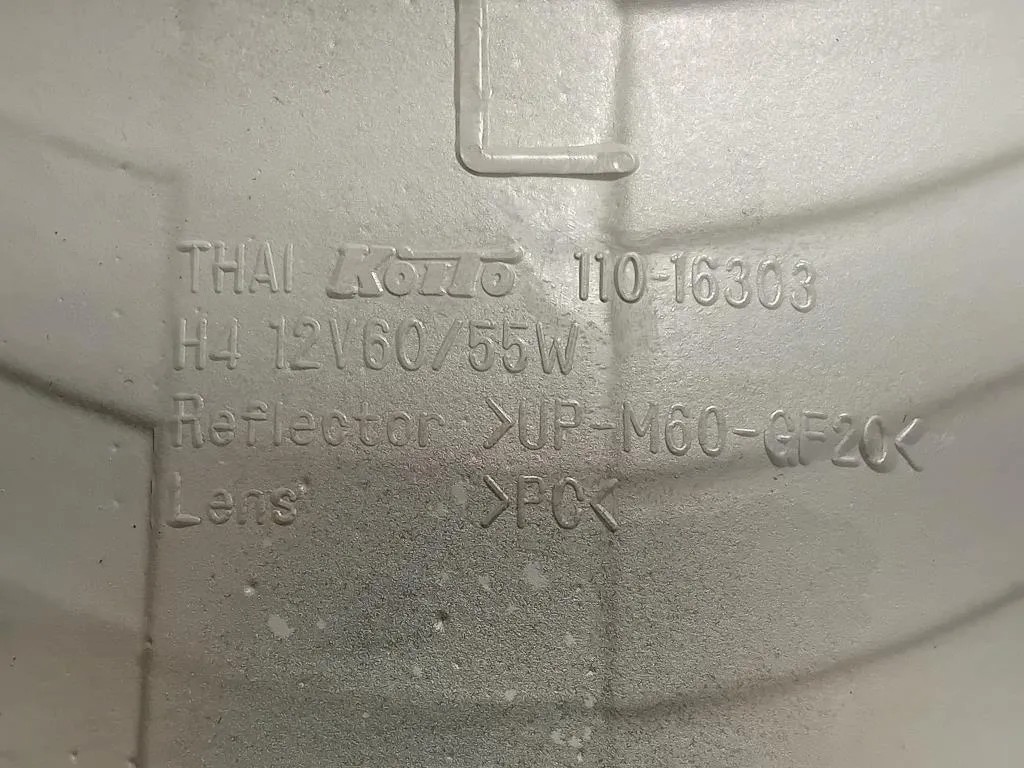 L
THAI KOITO 110-16303
H4 12V60/55W
Reflector >UP-M60-GF20<
Lens >PC<